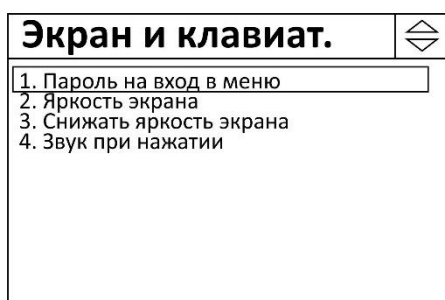 Экран и клавиат.
1. Пароль на вход в меню
2. Яркость экрана
3. Снижать яркость экрана
4. Звук при нажатии